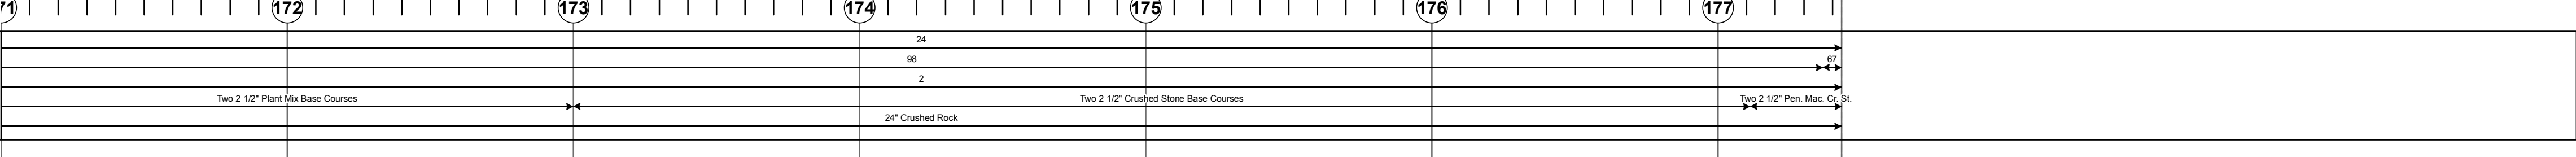 71 172 173 174 175 176 177
24
98 67
2
Two 2 1/2" Plant Mix Base Courses Two 2 1/2" Crushed Stone Base Courses Two 2 1/2" Pen. Mac. Cr. St.
24" Crushed Rock